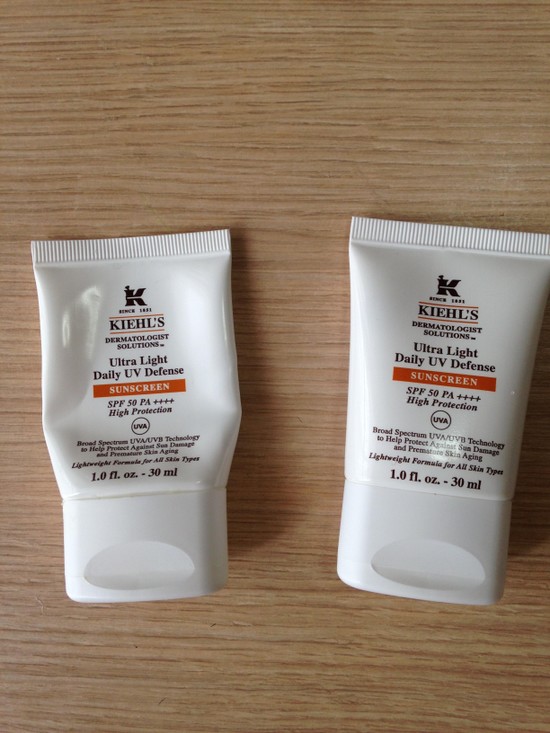 K
SINCE 1851
KIEHL'S
DERMATOLOGIST
SOLUTIONS™
Ultra Light
Daily UV Defense
SUNSCREEN
SPF 50 PA ++++
High Protection
UVA
Broad Spectrum UVA/UVB Technology
to Help Protect Against Sun Damage
and Premature Skin Aging
Lightweight Formula for All Skin Types
1.0 fl. oz. - 30 ml
K
SINCE 1851
KIEHL'S
DERMATOLOGIST
SOLUTIONS™
Ultra Light
Daily UV Defense
SUNSCREEN
SPF 50 PA ++++
High Protection
UVA
Broad Spectrum UVA/UVB Technology
to Help Protect Against Sun Damage
and Premature Skin Aging
Lightweight Formula for All Skin Types
1.0 fl. oz. - 30 ml